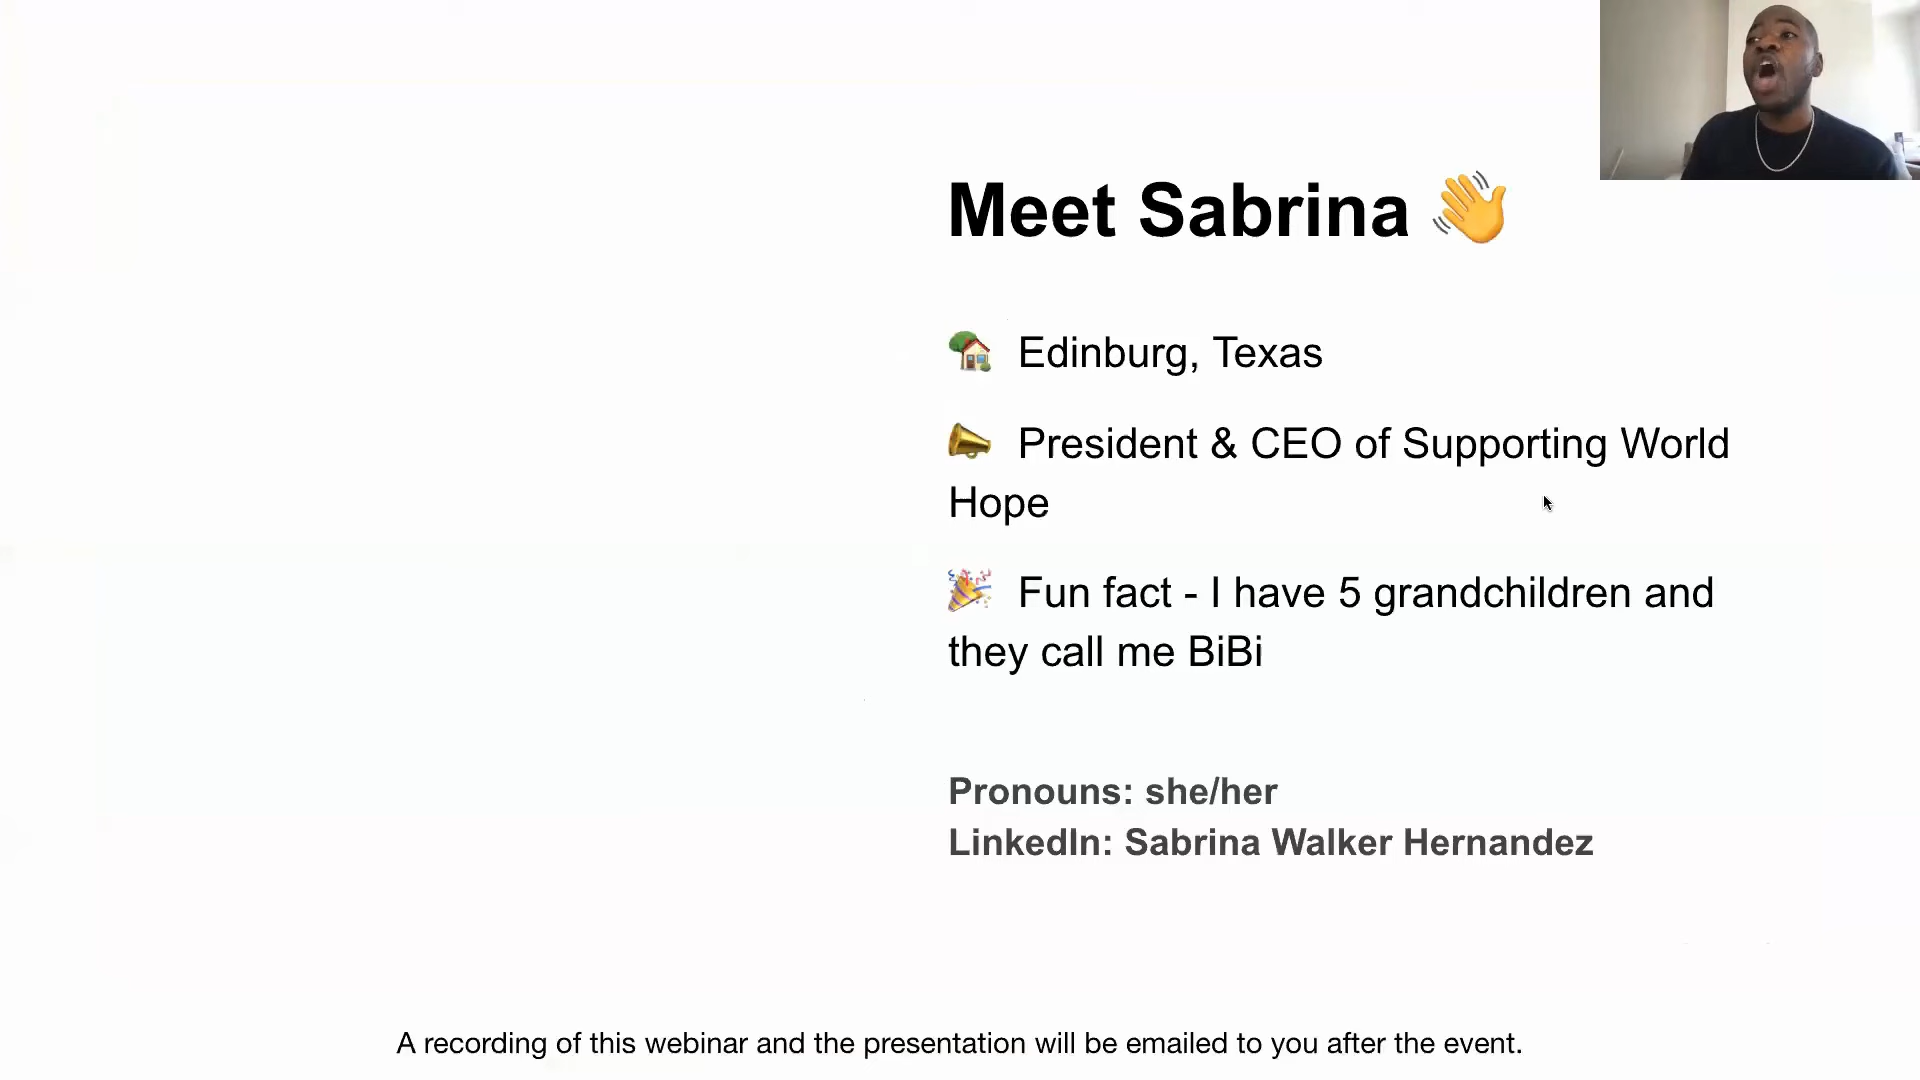 Meet Sabrina 👋
🏡 Edinburg, Texas
📣 President & CEO of Supporting World
Hope
🎉 Fun fact - I have 5 grandchildren and
they call me BiBi
Pronouns: she/her
LinkedIn: Sabrina Walker Hernandez
A recording of this webinar and the presentation will be emailed to you after the event.